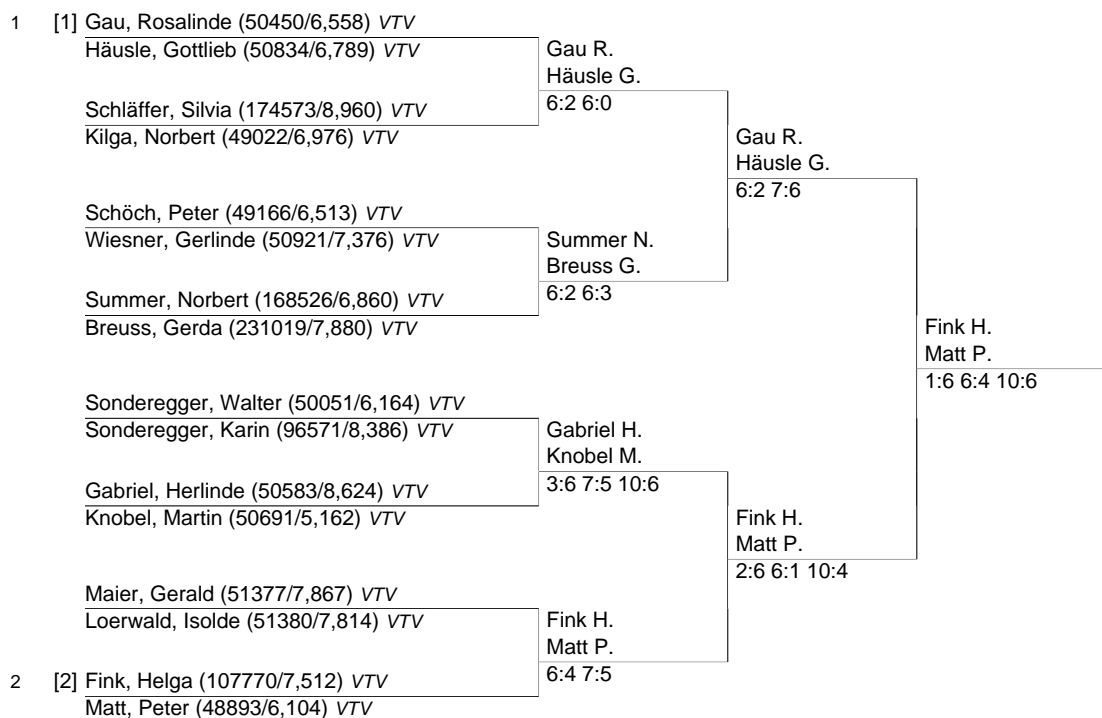 1 [1] Gau, Rosalinde (50450/6,558) VTV
Häusle, Gottlieb (50834/6,789) VTV
Gau R.
Häusle G.
6:2 6:0
Schläffer, Silvia (174573/8,960) VTV
Kilga, Norbert (49022/6,976) VTV
Gau R.
Häusle G.
6:2 7:6
Schöch, Peter (49166/6,513) VTV
Wiesner, Gerlinde (50921/7,376) VTV
Summer N.
Breuss G.
6:2 6:3
Summer, Norbert (168526/6,860) VTV
Breuss, Gerda (231019/7,880) VTV
Fink H.
Matt P.
1:6 6:4 10:6
Sonderegger, Walter (50051/6,164) VTV
Sonderegger, Karin (96571/8,386) VTV
Gabriel H.
Knobel M.
3:6 7:5 10:6
Gabriel, Herlinde (50583/8,624) VTV
Knobel, Martin (50691/5,162) VTV
Fink H.
Matt P.
2:6 6:1 10:4
Maier, Gerald (51377/7,867) VTV
Loerwald, Isolde (51380/7,814) VTV
Fink H.
Matt P.
6:4 7:5
2 [2] Fink, Helga (107770/7,512) VTV
Matt, Peter (48893/6,104) VTV